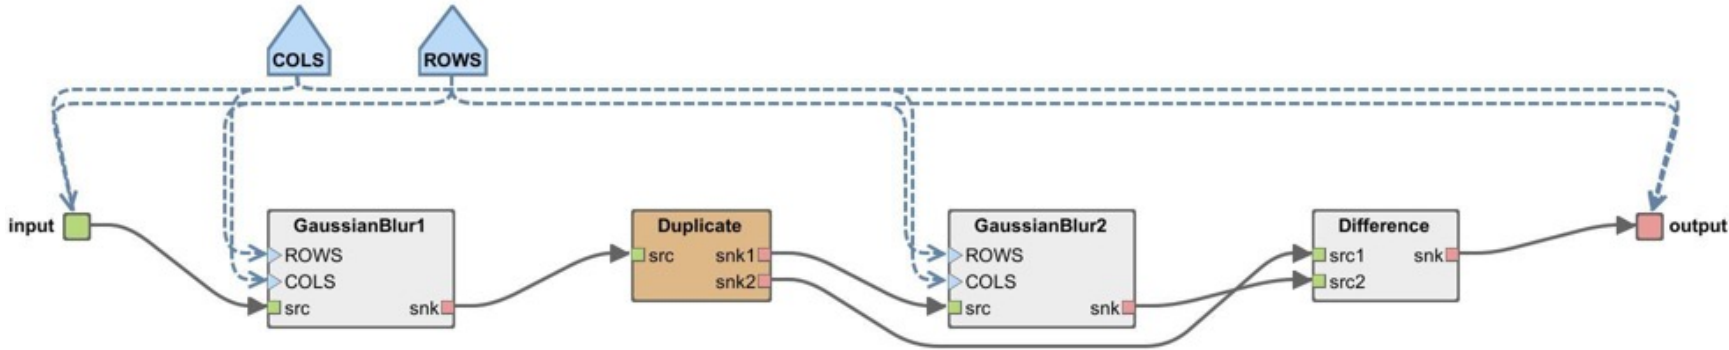 COLS
ROWS
input
GaussianBlur1
ROWS
COLS
src
snk
Duplicate
src
snk1
snk2
GaussianBlur2
ROWS
COLS
src
snk
Difference
src1
snk
src2
output